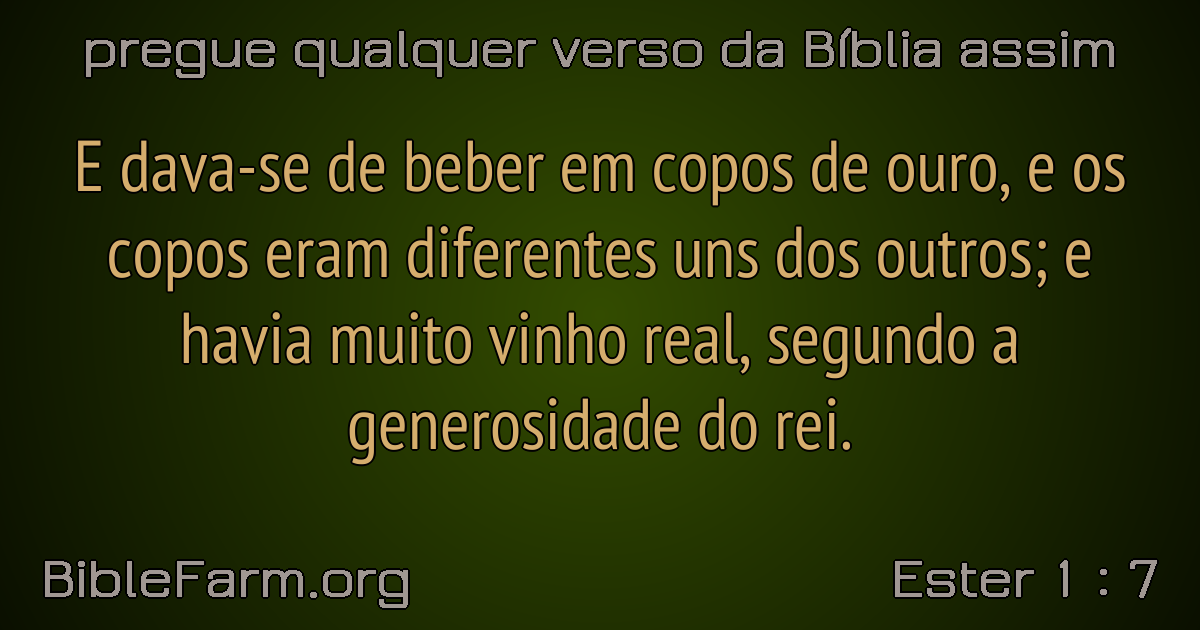 pregue qualquer verso da Bíblia assim
E dava-se de beber em copos de ouro, e os
copos eram diferentes uns dos outros; e
havia muito vinho real, segundo a
generosidade do rei.
BibleFarm.org
Ester 1 : 7